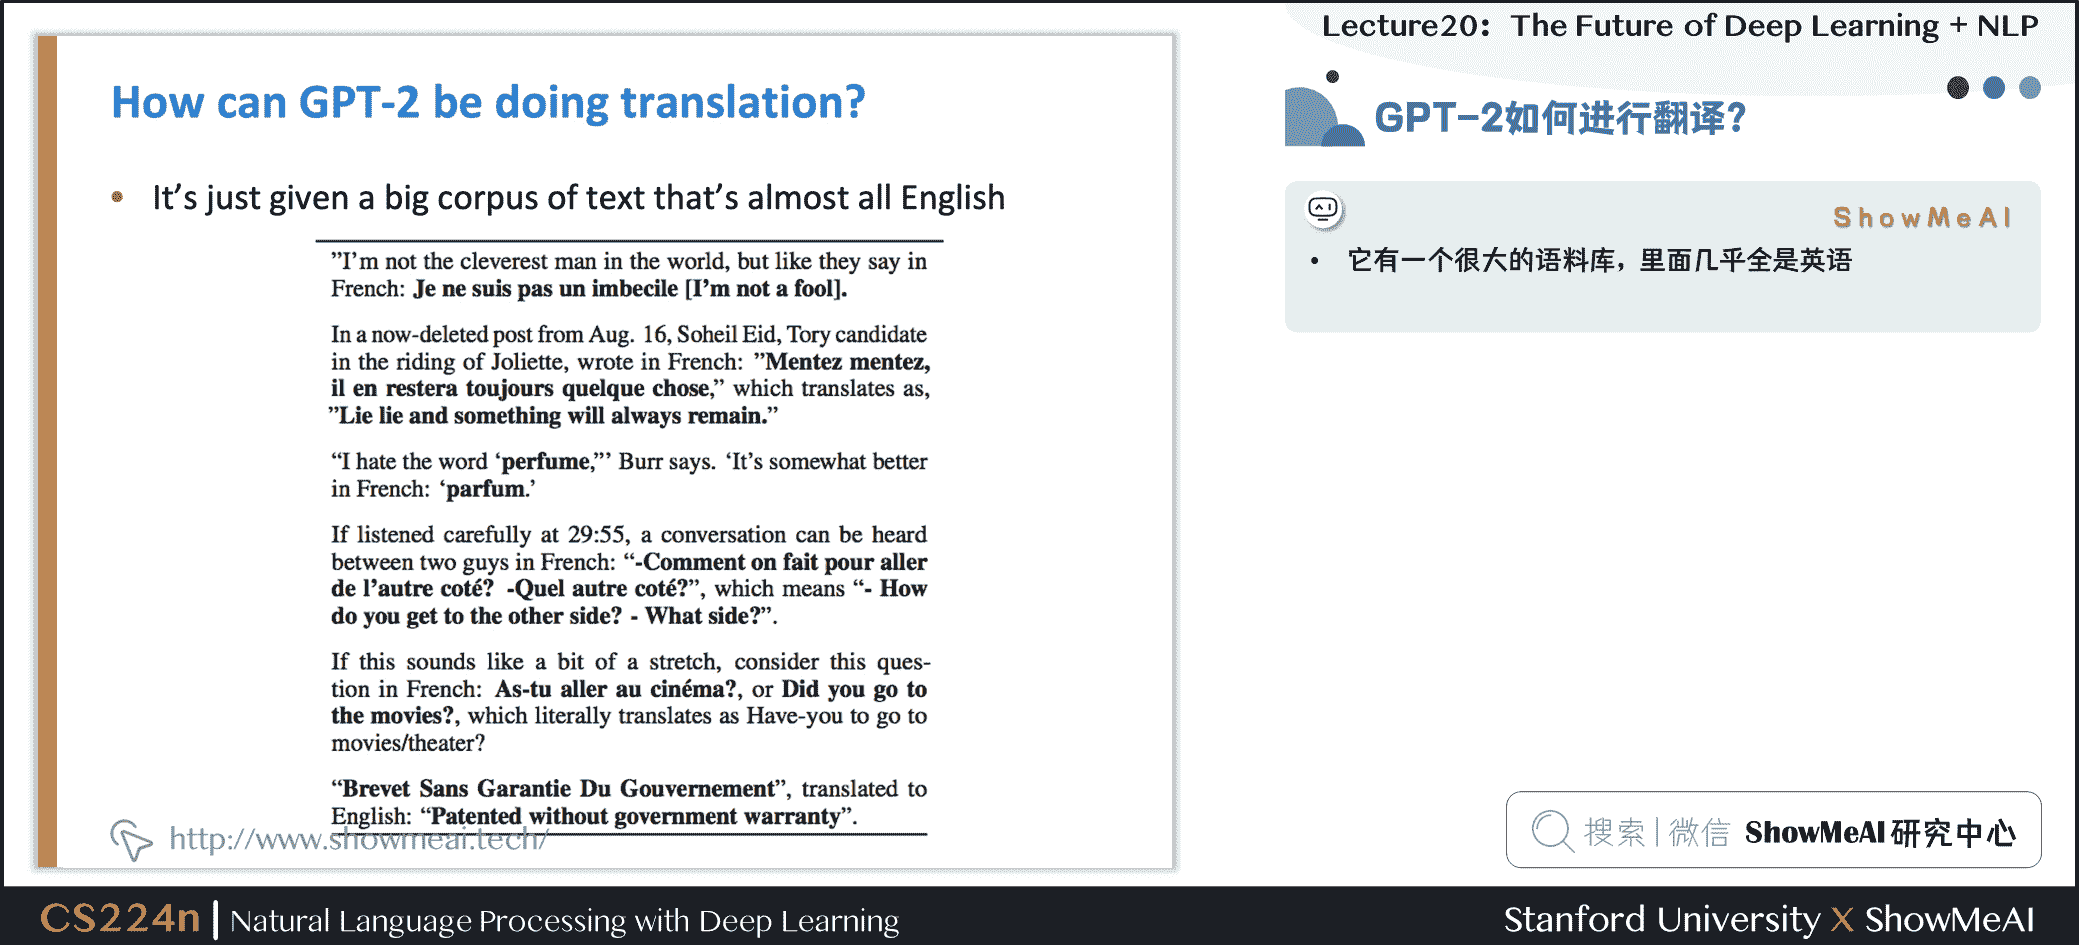 Lecture20： The Future of Deep Learning + NLP
How can GPT-2 be doing translation?
• It’s just given a big corpus of text that’s almost all English
”I’m not the cleverest man in the world, but like they say in
French: Je ne suis pas un imbecile [I’m not a fool].
In a now-deleted post from Aug. 16, Soheil Eid, Tory candidate
in the riding of Joliette, wrote in French: ”Mentez mentez,
il en restera toujours quelque chose,” which translates as,
”Lie lie and something will always remain.”
“I hate the word ‘perfume,”’ Burr says. ‘It’s somewhat better
in French: ‘parfum.’
If listened carefully at 29:55, a conversation can be heard
between two guys in French: “-Comment on fait pour aller
de l’autre coté? -Quel autre coté?”, which means “- How
do you get to the other side? - What side?”.
If this sounds like a bit of a stretch, consider this ques-
tion in French: As-tu aller au cinéma?, or Did you go to
the movies?, which literally translates as Have-you to go to
movies/theater?
“Brevet Sans Garantie Du Gouvernement”, translated to
English: “Patented without government warranty”.
http://www.showmeai.tech/
GPT-2如何进行翻译?
ShowMeAI
• 它有一个很大的语料库，里面几乎全是英语
搜索|微信 ShowMeAI 研究中心
CS224n | Natural Language Processing with Deep Learning
Stanford University X ShowMeAI